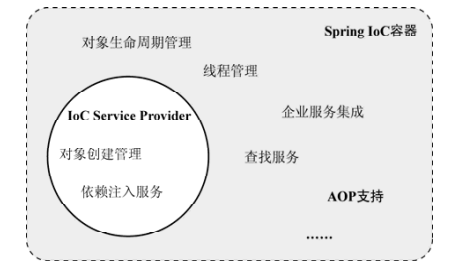 Spring IoC容器
对象生命周期管理
线程管理
IoC Service Provider
企业服务集成
对象创建管理
查找服务
依赖注入服务
AOP支持
......